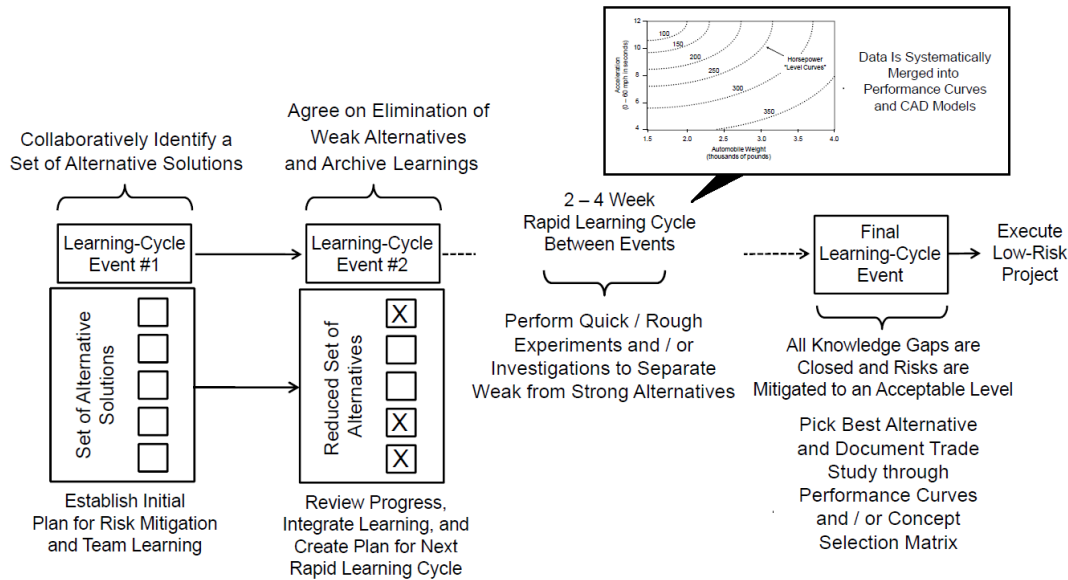 Collaboratively Identify a
Set of Alternative Solutions
Learning-Cycle
Event #1
Set of Alternative
Solutions
Establish Initial
Plan for Risk Mitigation
and Team Learning
Agree on Elimination of
Weak Alternatives
and Archive Learnings
Learning-Cycle
Event #2
Reduced Set of
Alternatives
X
X
X
Review Progress,
Integrate Learning, and
Create Plan for Next
Rapid Learning Cycle
Acceleration
(0 – 60 mph in seconds)
12
10
8
6
4
100
150
200
250
300
350
Horsepower
"Level Curves"
1.5
2.0
2.5
3.0
3.5
4.0
Automobile Weight
(thousands of pounds)
Data Is Systematically
Merged into
Performance Curves
and CAD Models
2 – 4 Week
Rapid Learning Cycle
Between Events
Perform Quick / Rough
Experiments and / or
Investigations to Separate
Weak from Strong Alternatives
Final
Learning-Cycle
Event
Execute
Low-Risk
Project
All Knowledge Gaps are
Closed and Risks are
Mitigated to an Acceptable Level
Pick Best Alternative
and Document Trade
Study through
Performance Curves
and / or Concept
Selection Matrix